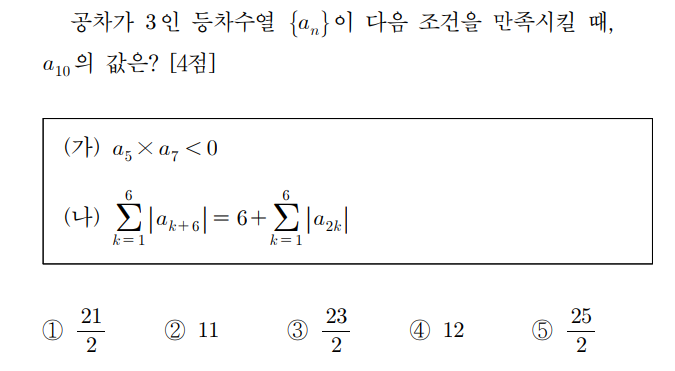 공차가 3인 등차수열 {aₙ}이 다음 조건을 만족시킬 때,
a₁₀의 값은? [4점]
(가) a₅ × a₇ < 0
(나) ∑_{k=1}^{6} |a_{k+6}| = 6 + ∑_{k=1}^{6} |a_{2k}|
① 21/2 ② 11 ③ 23/2 ④ 12 ⑤ 25/2